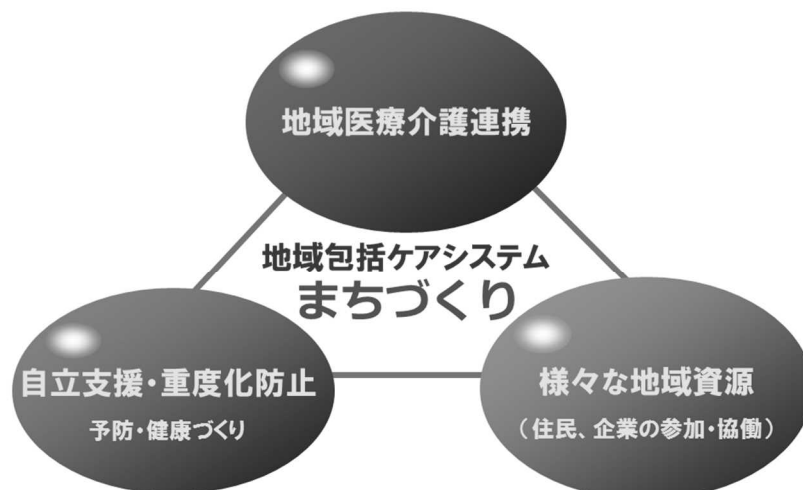 地域医療介護連携
地域包括ケアシステム
まちづくり
自立支援・重度化防止
予防・健康づくり
様々な地域資源
（住民、企業の参加・協働）